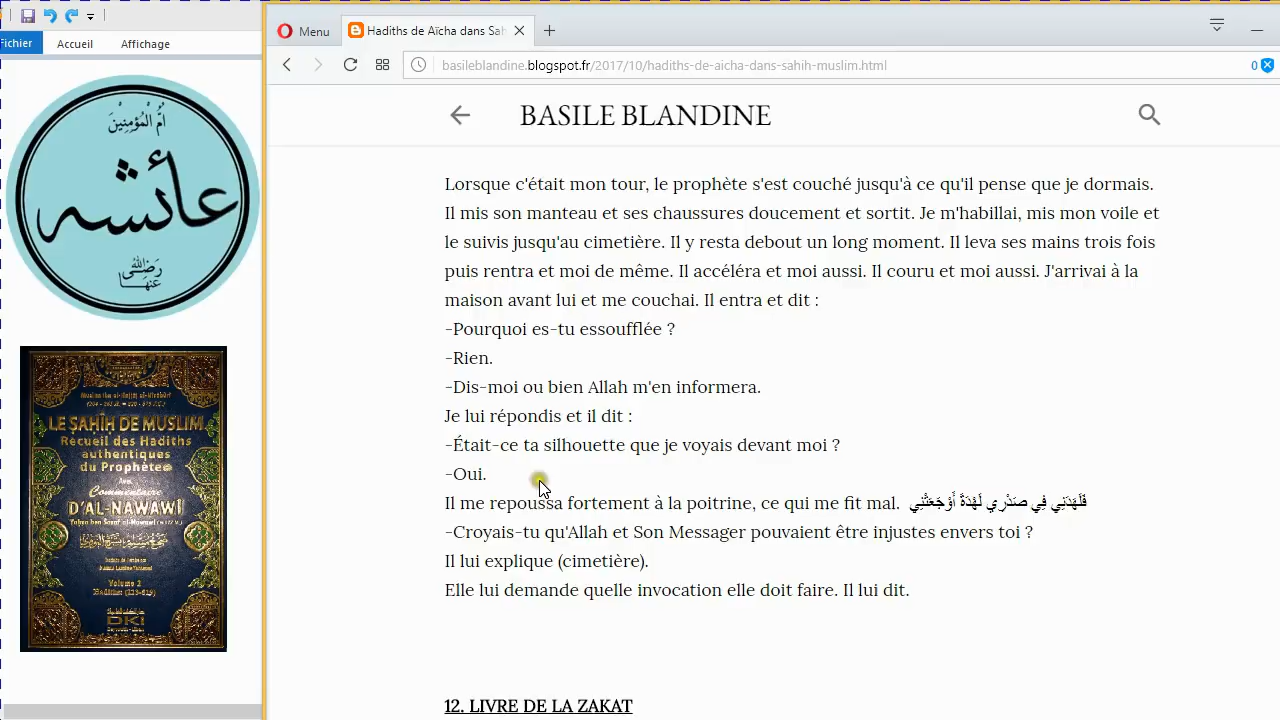 Fichier
Accueil
Affichage
أم المؤمنين
عائشه
رضي الله
عنها
LE SAHÎH DE MUSLIM
Recueil des Hadiths
authentiques
du Prophète
Avec
Commentaire
D'AL-NAWAWI
Volume 2
DKi
Menu
Hadiths de Aïcha dans Sah
basileblandine.blogspot.fr/2017/10/hadiths-de-aicha-dans-sahih-muslim.html
0
BASILE BLANDINE
Lorsque c'était mon tour, le prophète s'est couché jusqu'à ce qu'il pense que je dormais.
Il mis son manteau et ses chaussures doucement et sortit. Je m'habillai, mis mon voile et
le suivis jusqu'au cimetière. Il y resta debout un long moment. Il leva ses mains trois fois
puis rentra et moi de même. Il accéléra et moi aussi. Il couru et moi aussi. J'arrivai à la
maison avant lui et me couchai. Il entra et dit :
-Pourquoi es-tu essoufflée ?
-Rien.
-Dis-moi ou bien Allah m'en informera.
Je lui répondis et il dit :
-Était-ce ta silhouette que je voyais devant moi ?
-Oui.
Il me repoussa fortement à la poitrine, ce qui me fit mal. فَلَهَدَنِي فِي صَدْرِي لَهْدَةً أَوْجَعَتْنِي
-Croyais-tu qu'Allah et Son Messager pouvaient être injustes envers toi ?
Il lui explique (cimetière).
Elle lui demande quelle invocation elle doit faire. Il lui dit.
12. LIVRE DE LA ZAKAT